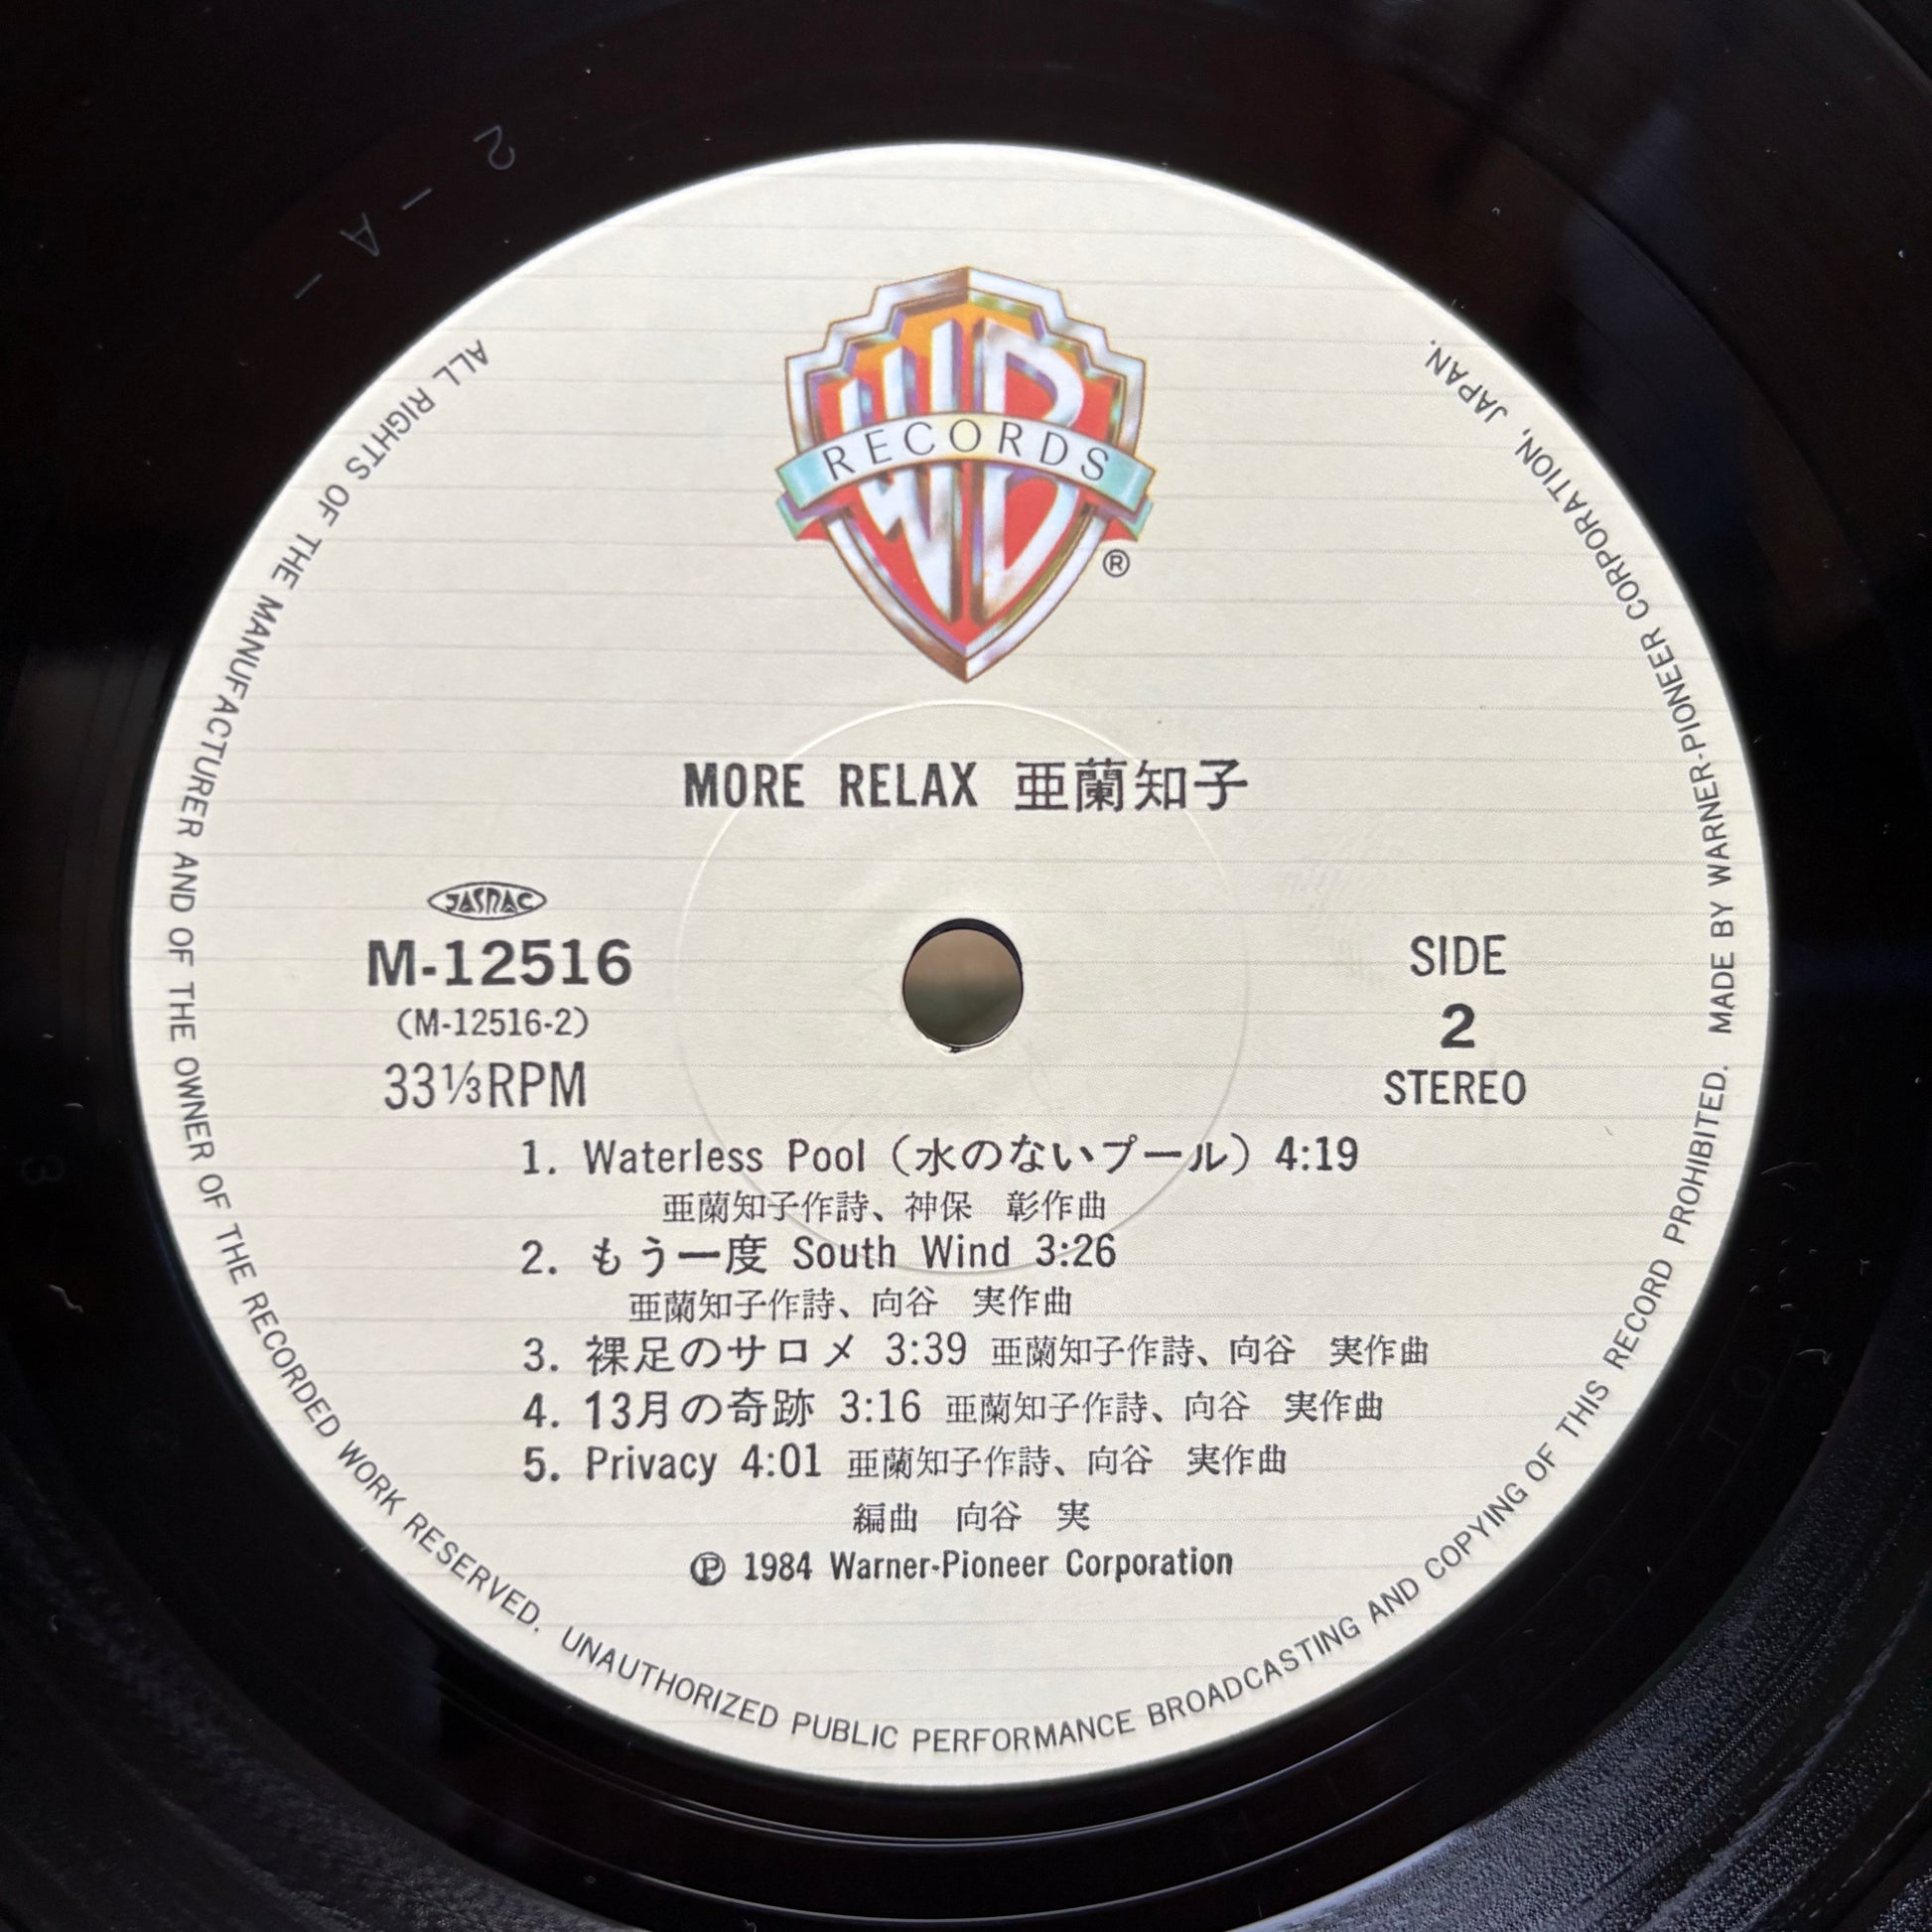 WB
RECORDS
®
MORE RELAX 亜蘭知子
JASRAC
M-12516
(M-12516-2)
33⅓RPM
SIDE
2
STEREO
1. Waterless Pool（水のないプール）4:19
亜蘭知子作詩、神保　彰作曲
2. もう一度 South Wind 3:26
亜蘭知子作詩、向谷　実作曲
3. 裸足のサロメ 3:39 亜蘭知子作詩、向谷　実作曲
4. 13月の奇跡 3:16 亜蘭知子作詩、向谷　実作曲
5. Privacy 4:01 亜蘭知子作詩、向谷　実作曲
編曲　向谷　実
℗ 1984 Warner-Pioneer Corporation
ALL RIGHTS OF THE MANUFACTURER AND OF THE OWNER OF THE RECORDED WORK RESERVED. UNAUTHORIZED PUBLIC PERFORMANCE BROADCASTING AND COPYING OF THIS RECORD PROHIBITED. MADE BY WARNER-PIONEER CORPORATION, JAPAN.
2 - A -